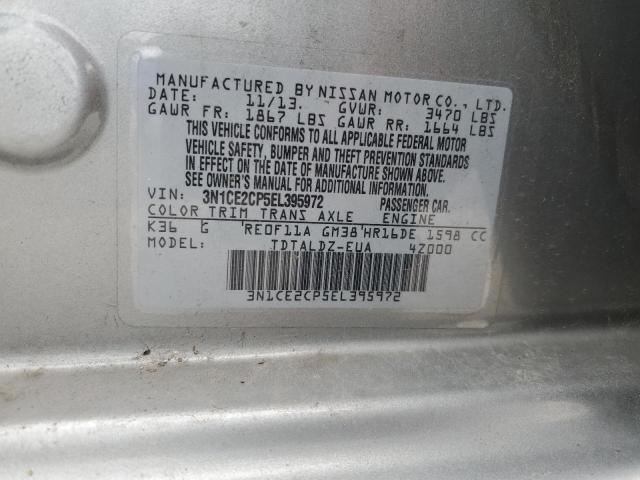 MANUFACTURED BY NISSAN MOTOR CO., LTD.
DATE: 11/13. GVWR: 3470 LBS
GAWR FR: 1867 LBS GAWR RR: 1664 LBS
THIS VEHICLE CONFORMS TO ALL APPLICABLE FEDERAL MOTOR
VEHICLE SAFETY, BUMPER AND THEFT PREVENTION STANDARDS
IN EFFECT ON THE DATE OF MANUFACTURE SHOWN ABOVE.
SEE OWNER'S MANUAL FOR ADDITIONAL INFORMATION.
VIN: 3N1CE2CP5EL395972 PASSENGER CAR.
COLOR TRIM TRANS AXLE ENGINE
K36 G RE0F11A GM38 HR16DE 1598 CC
MODEL: TDTALDZ-EUA 4Z000
3N1CE2CP5EL395972